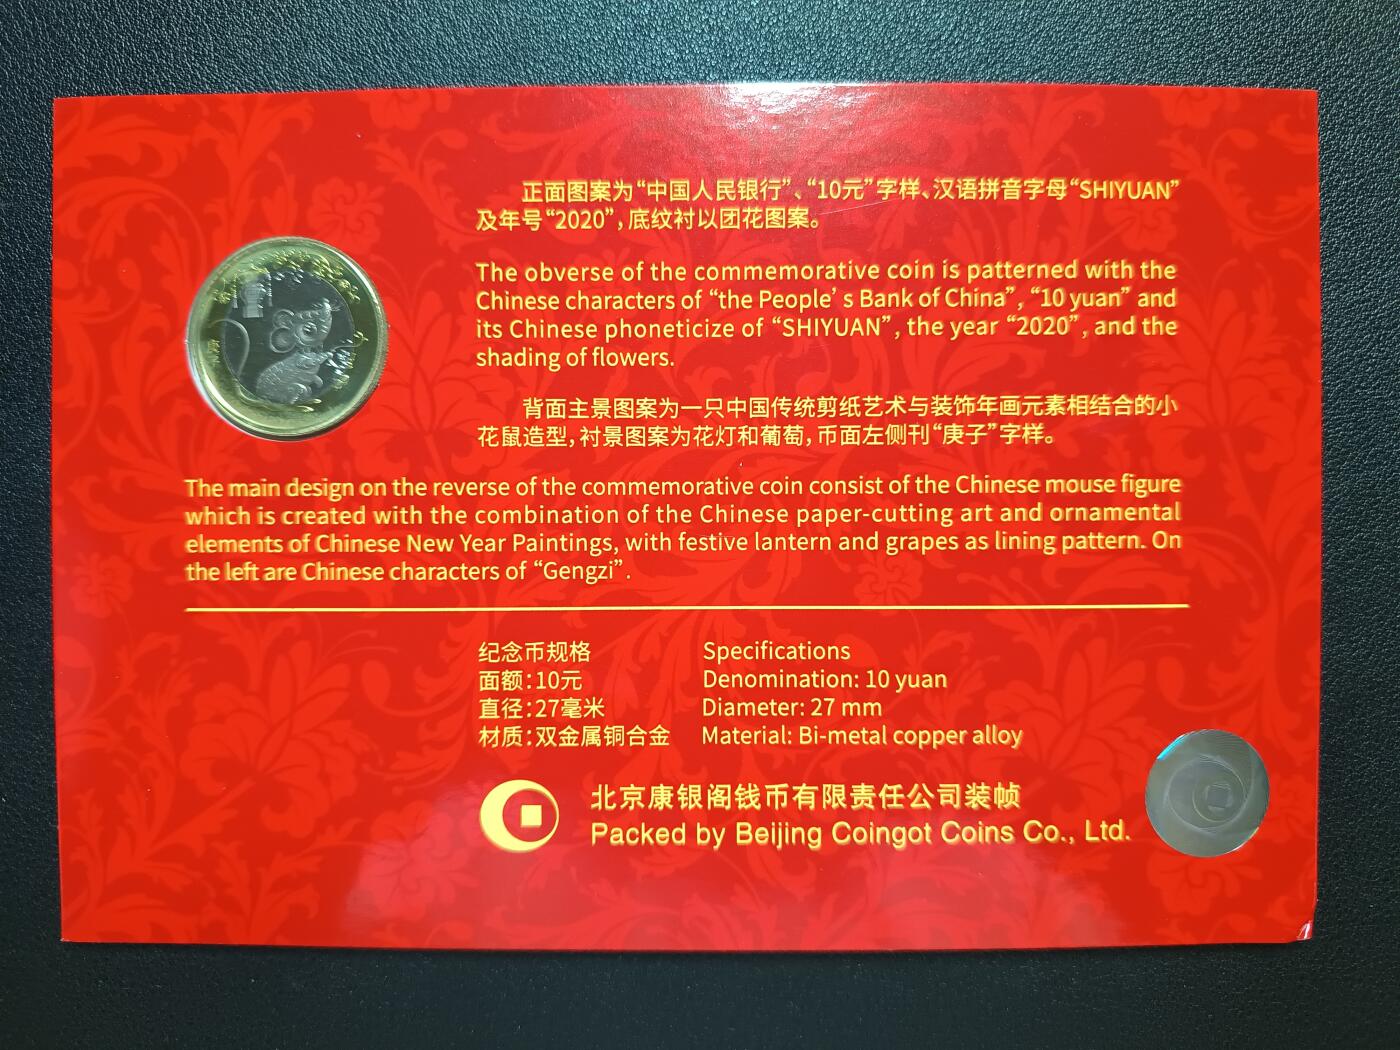 正面图案为“中国人民银行”、“10元”字样、汉语拼音字母“SHIYUAN”
及年号“2020”,底纹衬以团花图案。
The obverse of the commemorative coin is patterned with the
Chinese characters of “the People’s Bank of China”, “10 yuan” and
its Chinese phoneticize of “SHIYUAN”, the year “2020”, and the
shading of flowers.
背面主景图案为一只中国传统剪纸艺术与装饰年画元素相结合的小
花鼠造型,衬景图案为花灯和葡萄,币面左侧刊“庚子”字样。
The main design on the reverse of the commemorative coin consist of the Chinese mouse figure
which is created with the combination of the Chinese paper-cutting art and ornamental
elements of Chinese New Year Paintings, with festive lantern and grapes as lining pattern. On
the left are Chinese characters of “Gengzi”.
纪念币规格 Specifications
面额:10元 Denomination: 10 yuan
直径:27毫米 Diameter: 27 mm
材质:双金属铜合金 Material: Bi-metal copper alloy
北京康银阁钱币有限责任公司装帧
Packed by Beijing Coingot Coins Co., Ltd.